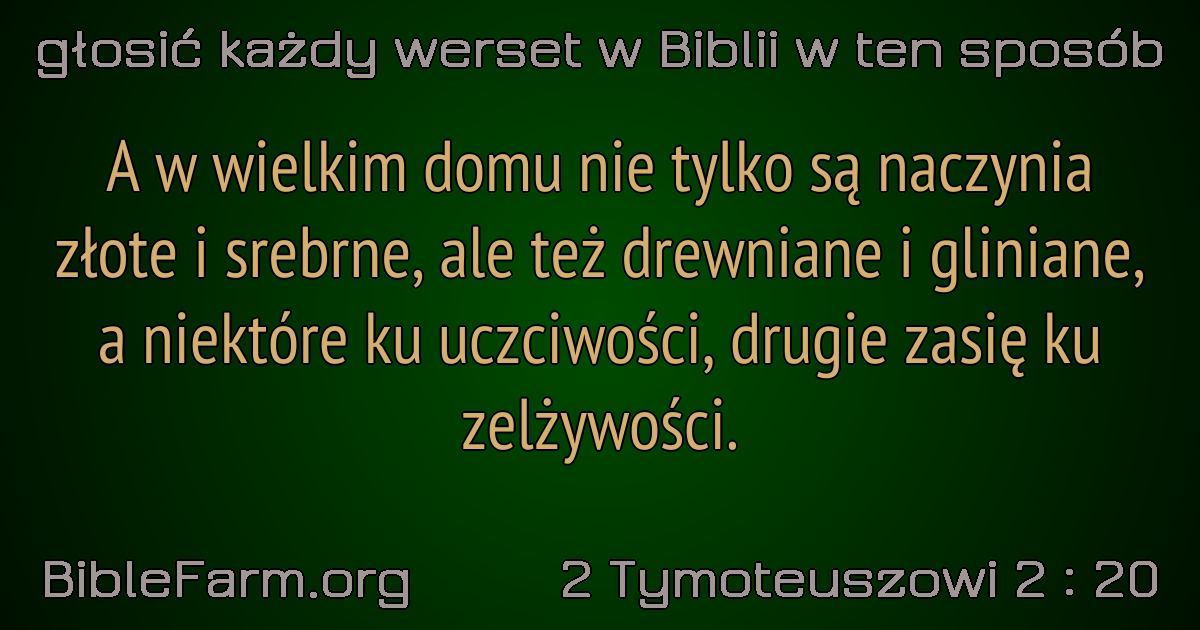 głosić każdy werset w Biblii w ten sposób
A w wielkim domu nie tylko są naczynia
złote i srebrne, ale też drewniane i gliniane,
a niektóre ku uczciwości, drugie zasię ku
zelżywości.
BibleFarm.org
2 Tymoteuszowi 2 : 20